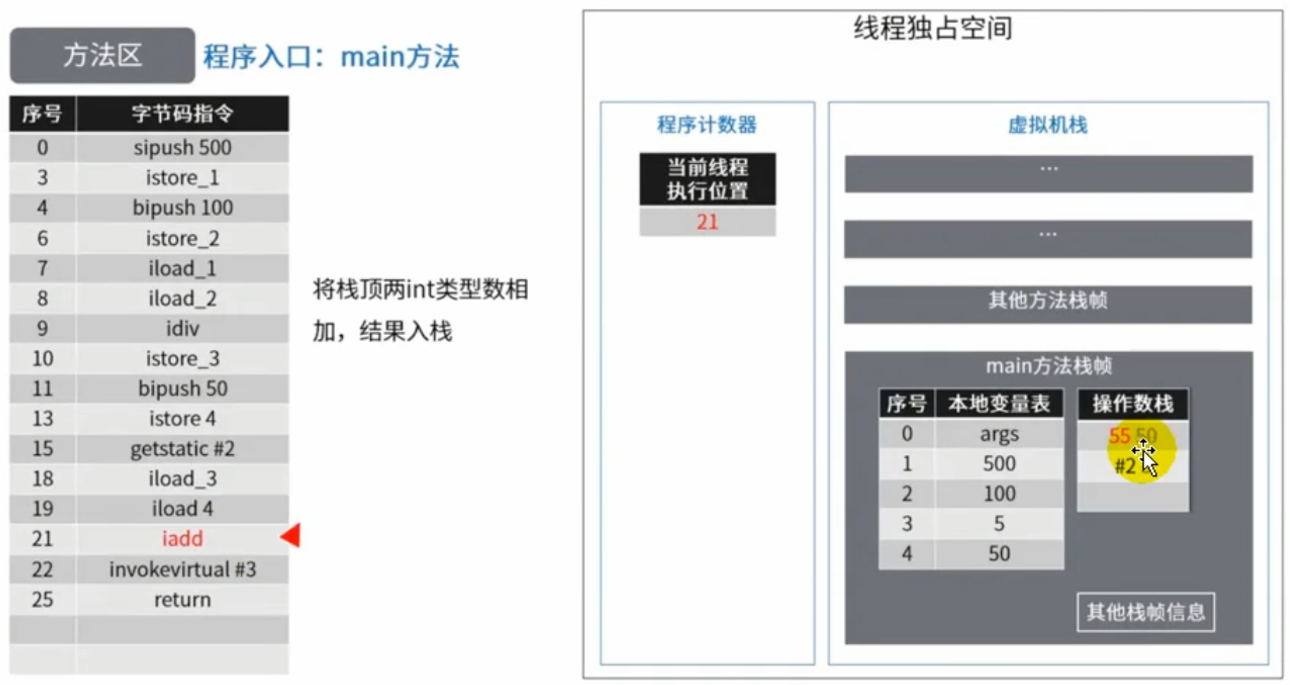 方法区 程序入口：main方法
序号 字节码指令
0 sipush 500
3 istore_1
4 bipush 100
6 istore_2
7 iload_1
8 iload_2
9 idiv
10 istore_3
11 bipush 50
13 istore 4
15 getstatic #2
18 iload_3
19 iload 4
21 iadd
22 invokevirtual #3
25 return
将栈顶两int类型数相
加，结果入栈
线程独占空间
程序计数器
当前线程
执行位置
21
虚拟机栈
...
...
其他方法栈帧
main方法栈帧
序号 本地变量表
0 args
1 500
2 100
3 5
4 50
操作数栈
55 50
#2
其他栈帧信息